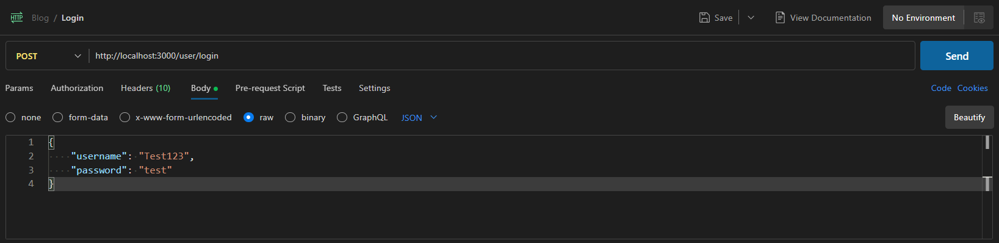 HTTP Blog / Login Save View Documentation No Environment
POST http://localhost:3000/user/login Send
Params Authorization Headers (10) Body Pre-request Script Tests Settings Code Cookies
none form-data x-www-form-urlencoded raw binary GraphQL JSON Beautify
1 {
2 "username": "Test123",
3 "password": "test"
4 }